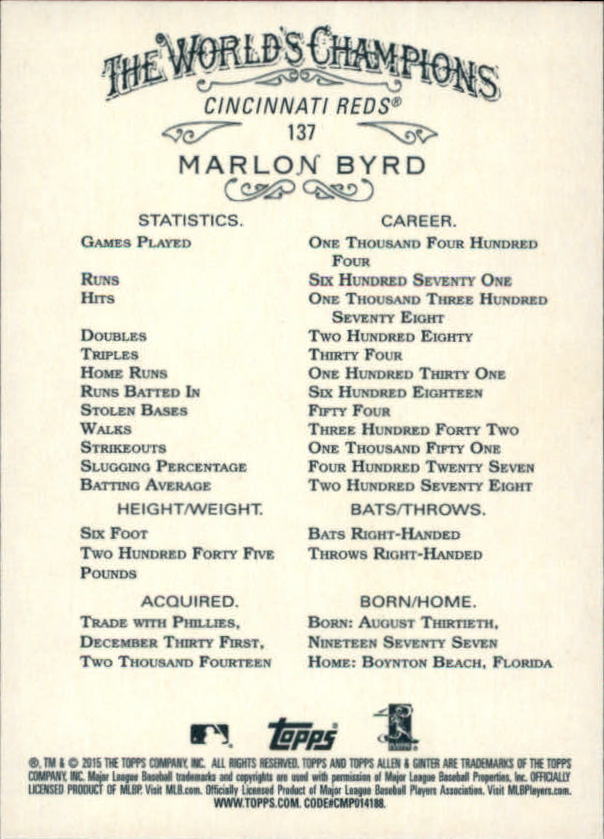 THE WORLD'S CHAMPIONS
CINCINNATI REDS®
137
MARLON BYRD
STATISTICS. CAREER.
GAMES PLAYED ONE THOUSAND FOUR HUNDRED
FOUR
RUNS SIX HUNDRED SEVENTY ONE
HITS ONE THOUSAND THREE HUNDRED
SEVENTY EIGHT
DOUBLES TWO HUNDRED EIGHTY
TRIPLES THIRTY FOUR
HOME RUNS ONE HUNDRED THIRTY ONE
RUNS BATTED IN SIX HUNDRED EIGHTEEN
STOLEN BASES FIFTY FOUR
WALKS THREE HUNDRED FORTY TWO
STRIKEOUTS ONE THOUSAND FIFTY ONE
SLUGGING PERCENTAGE FOUR HUNDRED TWENTY SEVEN
BATTING AVERAGE TWO HUNDRED SEVENTY EIGHT
HEIGHT/WEIGHT. BATS/THROWS.
SIX FOOT BATS RIGHT-HANDED
TWO HUNDRED FORTY FIVE THROWS RIGHT-HANDED
POUNDS
ACQUIRED. BORN/HOME.
TRADE WITH PHILLIES, BORN: AUGUST THIRTIETH,
DECEMBER THIRTY FIRST, NINETEEN SEVENTY SEVEN
TWO THOUSAND FOURTEEN HOME: BOYNTON BEACH, FLORIDA
topps
®, TM & © 2015 THE TOPPS COMPANY, INC. ALL RIGHTS RESERVED. TOPPS AND TOPPS ALLEN & GINTER ARE TRADEMARKS OF THE TOPPS
COMPANY, INC. Major League Baseball trademarks and copyrights are used with permission of Major League Baseball Properties, Inc. OFFICIALLY
LICENSED PRODUCT OF MLBP. Visit MLB.com. Officially Licensed Product of Major League Baseball Players Association. Visit MLBPlayers.com.
WWW.TOPPS.COM. CODE#CMP014188.